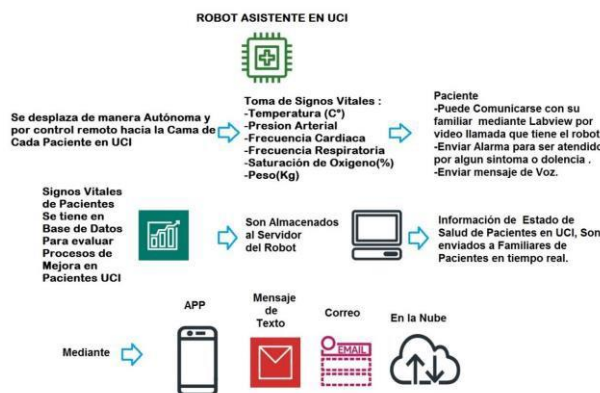 ROBOT ASISTENTE EN UCI
Se desplaza de manera Autónoma y
por control remoto hacia la Cama de
Cada Paciente en UCI
Toma de Signos Vitales :
-Temperatura (C°)
-Presion Arterial
-Frecuencia Cardiaca
-Frecuencia Respiratoria
-Saturación de Oxigeno(%)
-Peso(Kg)
Paciente
-Puede Comunicarse con su
familiar mediante Labview por
video llamada que tiene el robot
-Enviar Alarma para ser atendido
por algun sintoma o dolencia .
-Enviar mensaje de Voz.
Signos Vitales
de Pacientes
Se tiene en
Base de Datos
Para evaluar
Procesos de
Mejora en
Pacientes UCI
Son Almacenados
al Servidor
del Robot
Información de Estado de
Salud de Pacientes en UCI, Son
enviados a Familiares de
Pacientes en tiempo real.
Mediante
APP
Mensaje
de
Texto
Correo
EMAIL
En la Nube